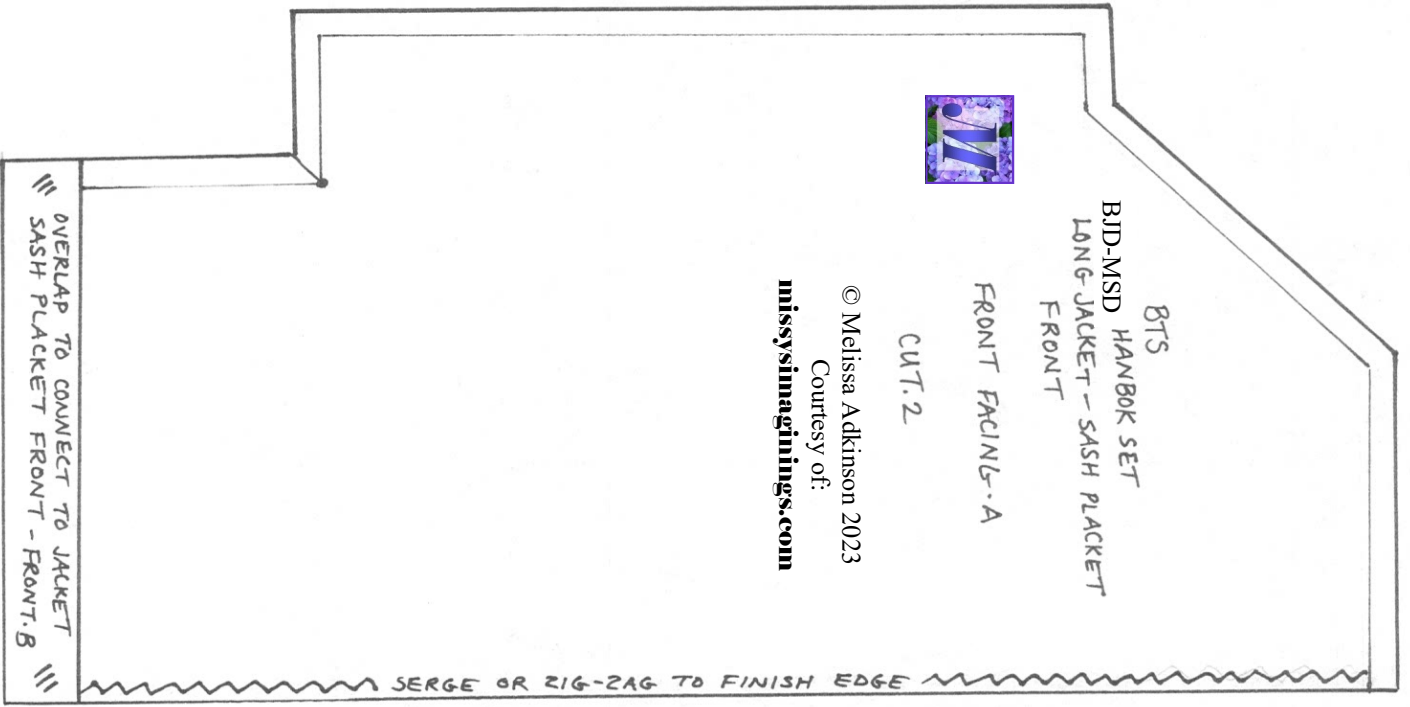 BTS
BJD-MSD HANBOK SET
LONG JACKET - SASH PLACKET
FRONT
FRONT FACING · A
CUT. 2
© Melissa Adkinson 2023
Courtesy of:
missysimaginings.com
OVERLAP TO CONNECT TO JACKET
SASH PLACKET FRONT - FRONT. B
SERGE OR ZIG-ZAG TO FINISH EDGE